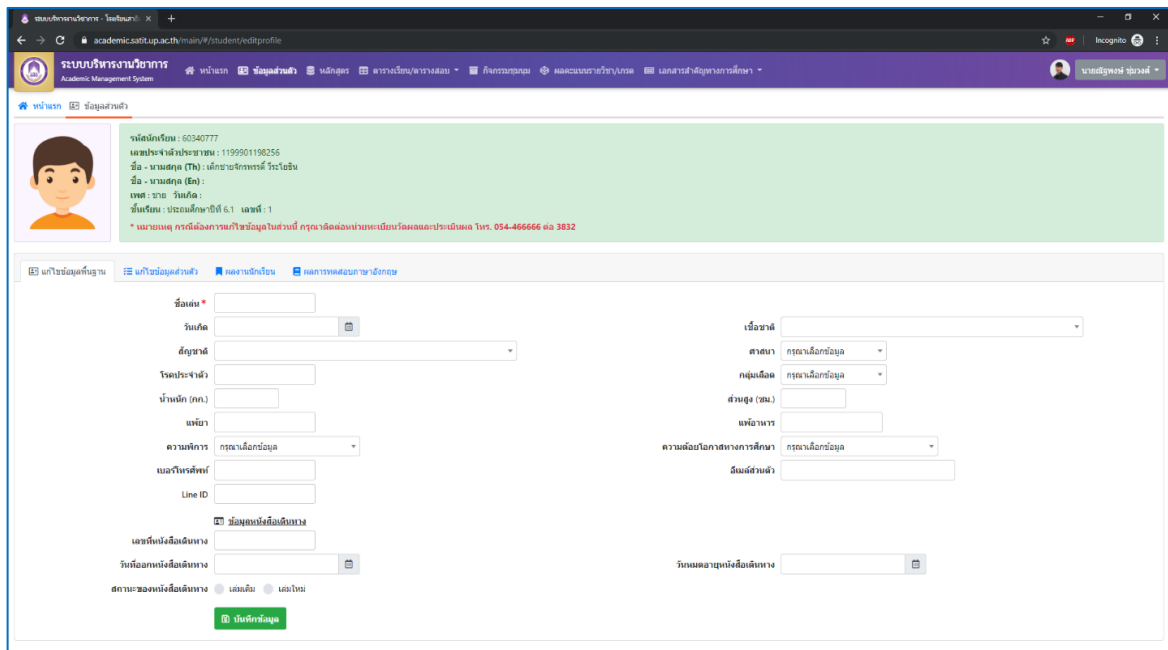 ระบบบริหารงานวิชาการ - โรงเรียนสาธิ
academic.satit.up.ac.th/main/#/student/editprofile
ABP
Incognito
ระบบบริหารงานวิชาการ
Academic Management System
หน้าแรก ข้อมูลส่วนตัว หลักสูตร ตารางเรียน/ตารางสอบ กิจกรรมชุมนุม ผลคะแนนรายวิชา/เกรด เอกสารสำคัญทางการศึกษา
นายณัฐพงษ์ ชุ่มวงศ์
หน้าแรก ข้อมูลส่วนตัว
รหัสนักเรียน : 60340777
เลขประจำตัวประชาชน : 1199901198256
ชื่อ - นามสกุล (Th) : เด็กชายจักรพรรดิ์ วีระโยธิน
ชื่อ - นามสกุล (En) :
เพศ : ชาย วันเกิด :
ชั้นเรียน : ประถมศึกษาปีที่ 6.1 เลขที่ : 1
* หมายเหตุ กรณีต้องการแก้ไขข้อมูลในส่วนนี้ กรุณาติดต่อหน่วยทะเบียนวัดผลและประเมินผล โทร. 054-466666 ต่อ 3832
แก้ไขข้อมูลพื้นฐาน แก้ไขข้อมูลส่วนตัว ผลงานนักเรียน ผลการทดสอบภาษาอังกฤษ
ชื่อเล่น *
วันเกิด เชื้อชาติ
สัญชาติ ศาสนา กรุณาเลือกข้อมูล
โรคประจำตัว กลุ่มเลือด กรุณาเลือกข้อมูล
น้ำหนัก (กก.) ส่วนสูง (ซม.)
แพ้ยา แพ้อาหาร
ความพิการ กรุณาเลือกข้อมูล ความด้อยโอกาสทางการศึกษา กรุณาเลือกข้อมูล
เบอร์โทรศัพท์ อีเมล์ส่วนตัว
Line ID
ข้อมูลหนังสือเดินทาง
เลขที่หนังสือเดินทาง
วันที่ออกหนังสือเดินทาง วันหมดอายุหนังสือเดินทาง
สถานะของหนังสือเดินทาง เล่มเดิม เล่มใหม่
บันทึกข้อมูล